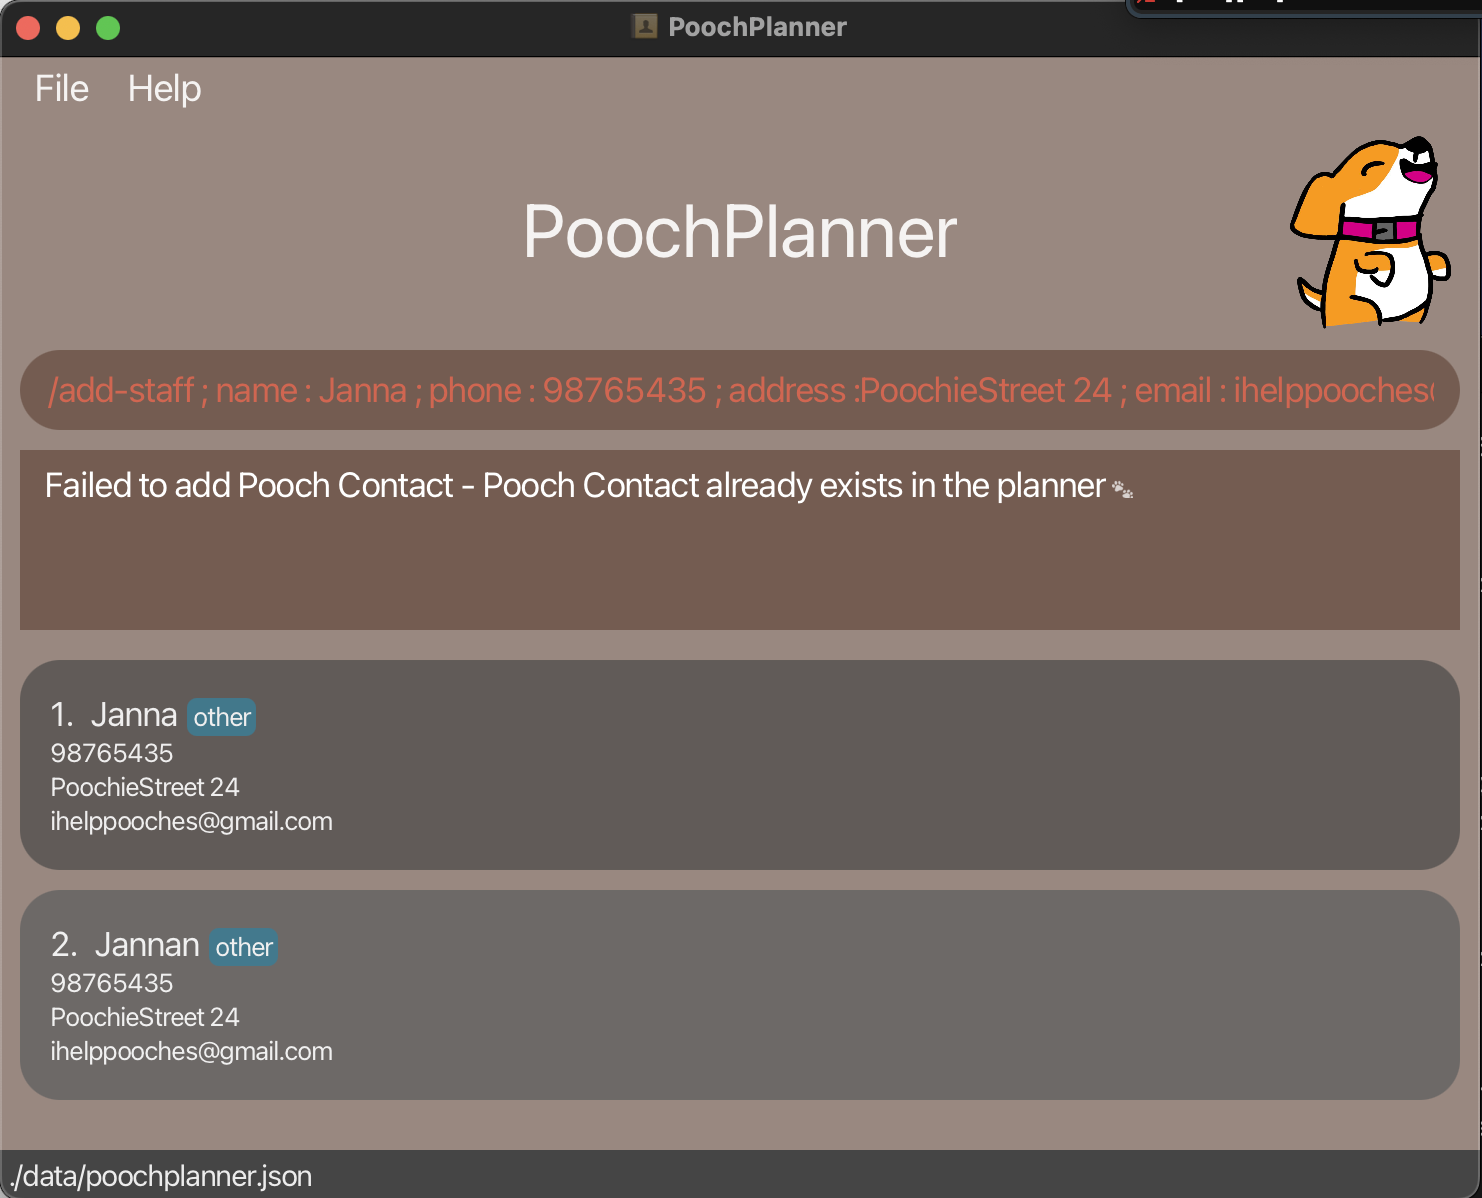 PoochPlanner
File Help
PoochPlanner
/add-staff ; name : Janna ; phone : 98765435 ; address :PoochieStreet 24 ; email : ihelppooches
Failed to add Pooch Contact - Pooch Contact already exists in the planner 🐾
1. Janna other
98765435
PoochieStreet 24
ihelppooches@gmail.com
2. Jannan other
98765435
PoochieStreet 24
ihelppooches@gmail.com
./data/poochplanner.json